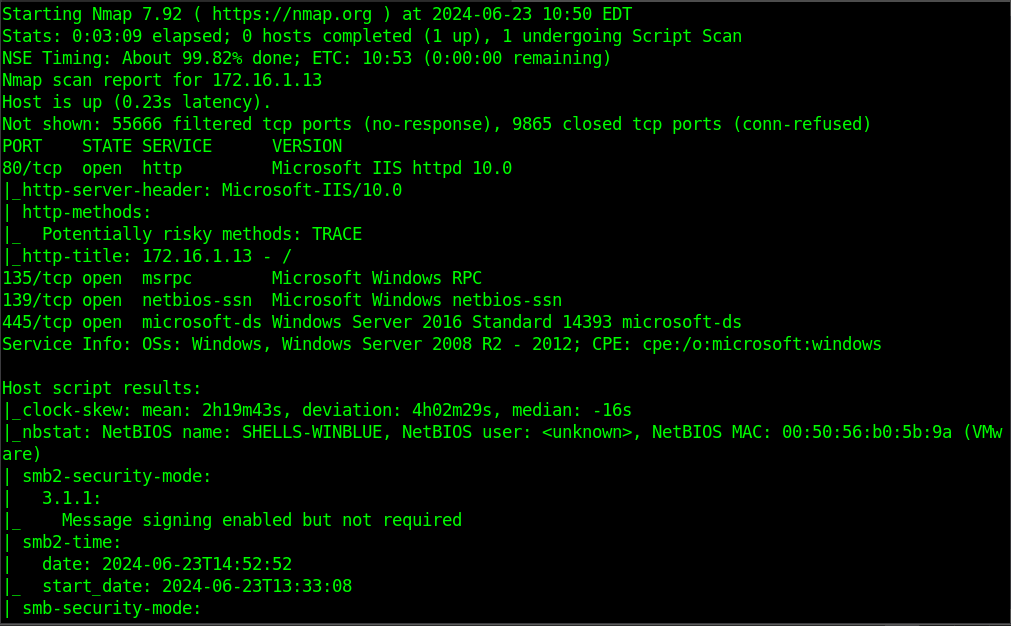 Starting Nmap 7.92 ( https://nmap.org ) at 2024-06-23 10:50 EDT
Stats: 0:03:09 elapsed; 0 hosts completed (1 up), 1 undergoing Script Scan
NSE Timing: About 99.82% done; ETC: 10:53 (0:00:00 remaining)
Nmap scan report for 172.16.1.13
Host is up (0.23s latency).
Not shown: 55666 filtered tcp ports (no-response), 9865 closed tcp ports (conn-refused)
PORT    STATE SERVICE      VERSION
80/tcp  open  http         Microsoft IIS httpd 10.0
|_http-server-header: Microsoft-IIS/10.0
| http-methods:
|_  Potentially risky methods: TRACE
|_http-title: 172.16.1.13 - /
135/tcp open  msrpc        Microsoft Windows RPC
139/tcp open  netbios-ssn  Microsoft Windows netbios-ssn
445/tcp open  microsoft-ds Windows Server 2016 Standard 14393 microsoft-ds
Service Info: OSs: Windows, Windows Server 2008 R2 - 2012; CPE: cpe:/o:microsoft:windows

Host script results:
|_clock-skew: mean: 2h19m43s, deviation: 4h02m29s, median: -16s
|_nbstat: NetBIOS name: SHELLS-WINBLUE, NetBIOS user: <unknown>, NetBIOS MAC: 00:50:56:b0:5b:9a (VMw
are)
| smb2-security-mode:
|   3.1.1:
|_    Message signing enabled but not required
| smb2-time:
|   date: 2024-06-23T14:52:52
|_  start_date: 2024-06-23T13:33:08
| smb-security-mode: